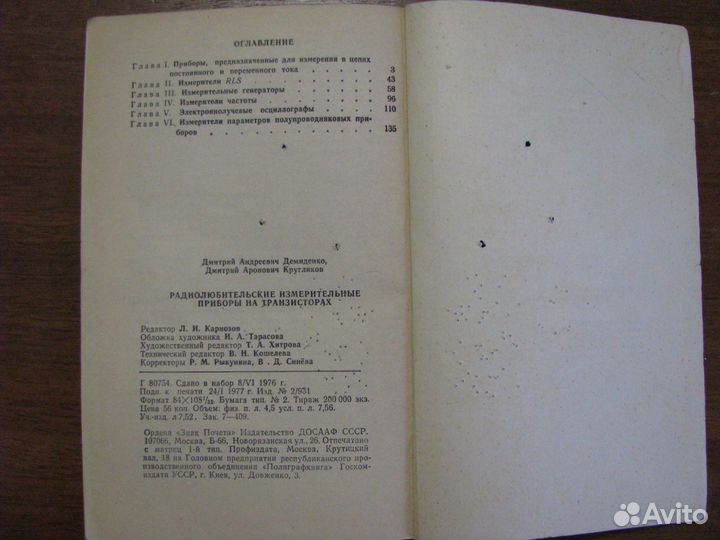 ОГЛАВЛЕНИЕ
Глава I. Приборы, предназначенные для измерения в цепях
постоянного и переменного тока . . . . . 3
Глава II. Измерители RLS . . . . . . . 43
Глава III. Измерительные генераторы . . . . . 58
Глава IV. Измерители частоты . . . . . . 96
Глава V. Электроннолучевые осциллографы . . . . 110
Глава VI. Измерители параметров полупроводниковых при-
боров . . . . . . . . . . 135
Дмитрий Андреевич Демиденко,
Дмитрий Аронович Кругликов
РАДИОЛЮБИТЕЛЬСКИЕ ИЗМЕРИТЕЛЬНЫЕ
ПРИБОРЫ НА ТРАНЗИСТОРАХ
Редактор Л. И. Карнозов
Обложка художника И. А. Тарасова
Художественный редактор Т. А. Хитрова
Технический редактор В. Н. Кошелева
Корректоры Р. М. Рыкунина, В. Д. Синёва
Г 80754. Сдано в набор 8/VI 1976 г.
Подп. к печати 24/I 1977 г. Изд. № 2/931
Формат 84×108¹/₃₂. Бумага тип. № 2. Тираж 200 000 экз.
Цена 56 коп. Объем: физ. п. л. 4,5 усл. п. л. 7,56.
Уч.-изд. л 7,52. Зак. 7—409.
Ордена «Знак Почета» Издательство ДОСААФ СССР.
107066, Москва, Б-66, Новорязанская ул., 26. Отпечатано
с матриц 1-й тип. Профиздата, Москва, Крутицкий
вал, 18 на Головном предприятии республиканского про-
изводственного объединения «Полиграфкнига» Госком-
издата УССР, г. Киев, ул. Довженко, 3.
Avito